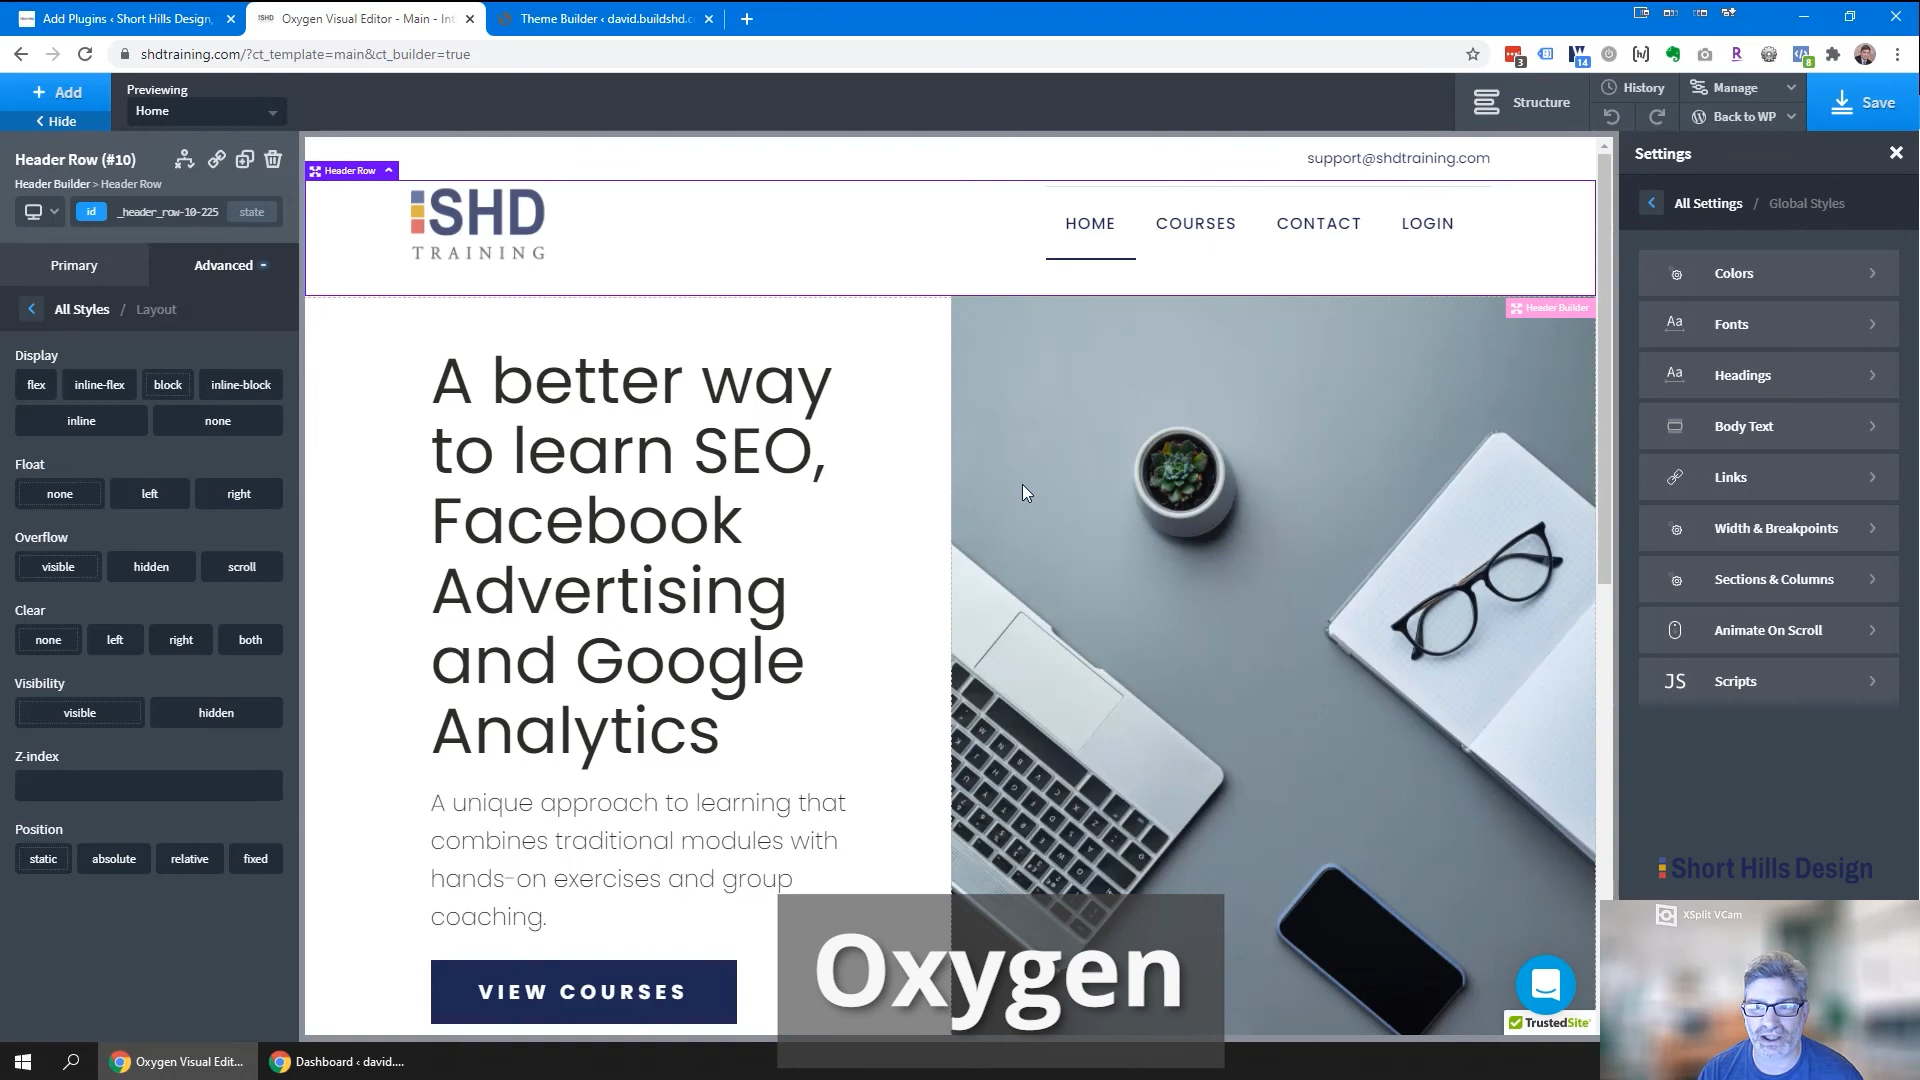 Add Plugins ‹ Short Hills Design,
Oxygen Visual Editor - Main - Int
Theme Builder ‹ david.buildshd.c
shdtraining.com/?ct_template=main&ct_builder=true
3
14
8
+ Add
Hide
Previewing
Home
Structure
History
Manage
Back to WP
Save
Header Row (#10)
Header Builder > Header Row
id
_header_row-10-225
state
Primary
Advanced
All Styles / Layout
Display
flex
inline-flex
block
inline-block
inline
none
Float
none
left
right
Overflow
visible
hidden
scroll
Clear
none
left
right
both
Visibility
visible
hidden
Z-index
Position
static
absolute
relative
fixed
support@shdtraining.com
Header Row
SHD
TRAINING
HOME
COURSES
CONTACT
LOGIN
Header Builder
A better way
to learn SEO,
Facebook
Advertising
and Google
Analytics
A unique approach to learning that
combines traditional modules with
hands-on exercises and group
coaching.
VIEW COURSES
Oxygen
TrustedSite
Settings
All Settings / Global Styles
Colors
Aa Fonts
Aa Headings
Body Text
Links
Width & Breakpoints
Sections & Columns
Animate On Scroll
JS Scripts
Short Hills Design
XSplit VCam
Oxygen Visual Edit...
Dashboard ‹ david....